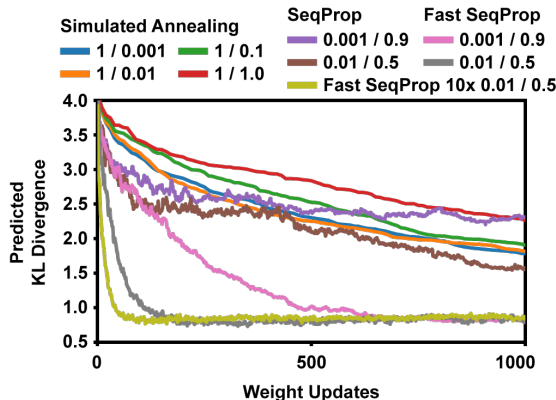 Simulated Annealing
1 / 0.001
1 / 0.1
1 / 0.01
1 / 1.0
SeqProp
Fast SeqProp
0.001 / 0.9
0.001 / 0.9
0.01 / 0.5
0.01 / 0.5
Fast SeqProp 10x 0.01 / 0.5
Predicted
KL Divergence
4.0
3.5
3.0
2.5
2.0
1.5
1.0
0.5
0
500
1000
Weight Updates